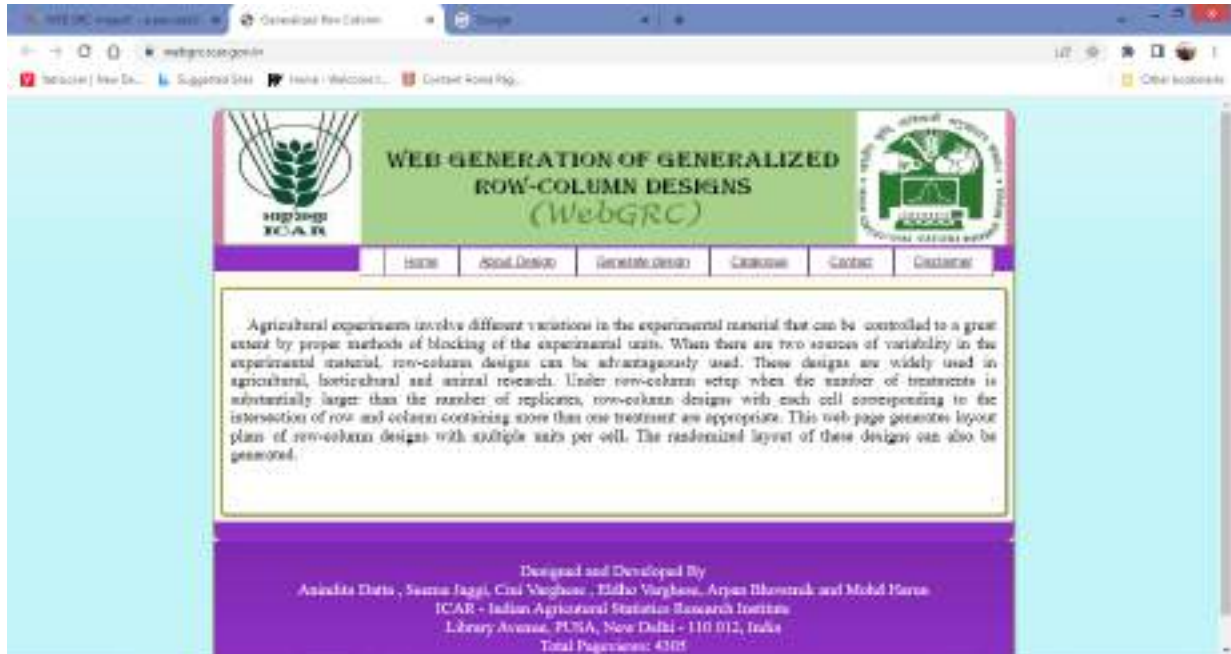 Generalized Row Column
Google
Suggested Sites
Other bookmarks
WEB GENERATION OF GENERALIZED
ROW-COLUMN DESIGNS
(WebGRC)
ICAR
Home About Design Generate design Catalogue Contact Disclaimer
Agricultural experiments involve different variations in the experimental material that can be controlled to a great
extent by proper methods of blocking of the experimental units. When there are two sources of variability in the
experimental material, row-column designs can be advantageously used. These designs are widely used in
agricultural, horticultural and animal research. Under row-column setup when the number of treatments is
substantially larger than the number of replicates, row-column designs with each cell corresponding to the
intersection of row and column containing more than one treatment are appropriate. This web page generates layout
plans of row-column designs with multiple units per cell. The randomized layout of these designs can also be
generated.
Designed and Developed By
Anindita Datta , Seema Jaggi, Cini Varghese , Eldho Varghese, Arpan Bhowmik and Mohd Harun
ICAR - Indian Agricultural Statistics Research Institute
Library Avenue, PUSA, New Delhi - 110 012, India
Total Pageviews: 4305